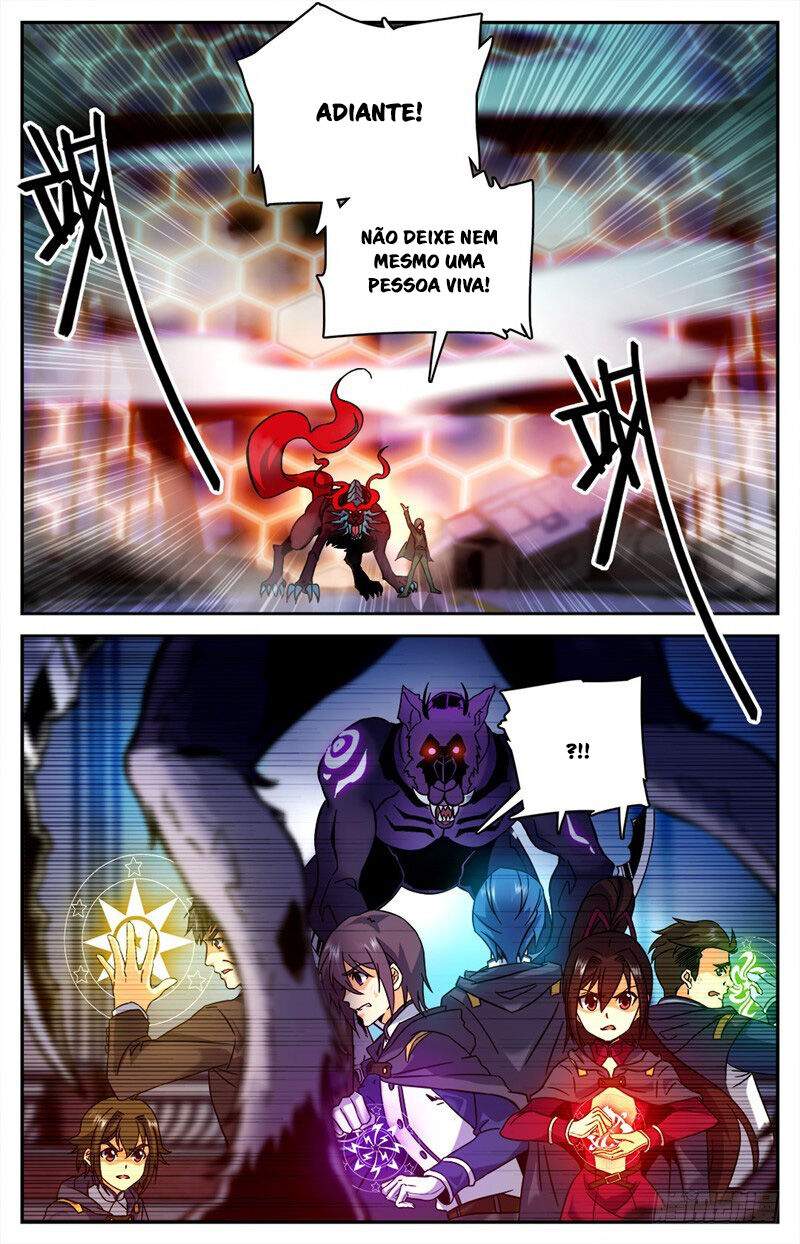 ADIANTE!
NÃO DEIXE NEM
MESMO UMA
PESSOA VIVA!
?!!